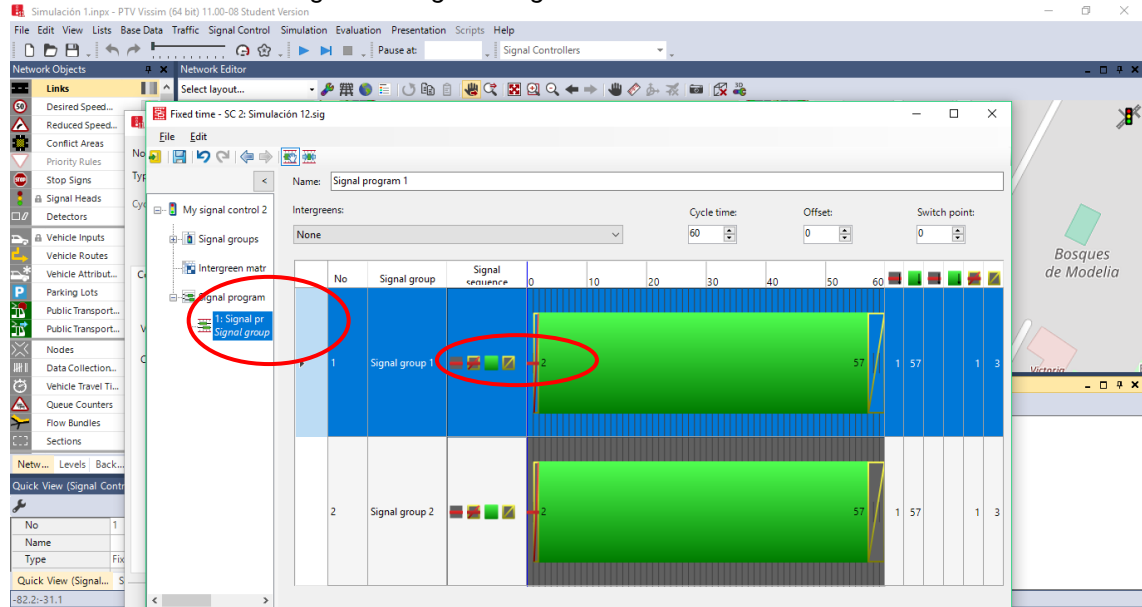 Simulación 1.inpx - PTV Vissim (64 bit) 11.00-08 Student Version
File Edit View Lists Base Data Traffic Signal Control Simulation Evaluation Presentation Scripts Help
Pause at: Signal Controllers
Network Objects
Network Editor
Links
Select layout...
Desired Speed...
Reduced Speed...
Conflict Areas
Priority Rules
Stop Signs
Signal Heads
Detectors
Vehicle Inputs
Vehicle Routes
Vehicle Attribut...
Parking Lots
Public Transport...
Public Transport...
Nodes
Data Collection...
Vehicle Travel Ti...
Queue Counters
Flow Bundles
Sections
Netw... Levels Back...
Quick View (Signal Contr
No 1
Name
Type Fix
Quick View (Signal... S
-82.2:-31.1
No
Typ
Cyc
Fixed time - SC 2: Simulación 12.sig
File Edit
<
My signal control 2
Signal groups
Intergreen matr
Signal program
1: Signal pr
Signal group
Name: Signal program 1
Intergreens: Cycle time: Offset: Switch point:
None 60 0 0
No Signal group Signal sequence 0 10 20 30 40 50 60
1 Signal group 1 2 57 1 57 1 3
2 Signal group 2 2 57 1 57 1 3
Bosques
de Modelia
Victoria